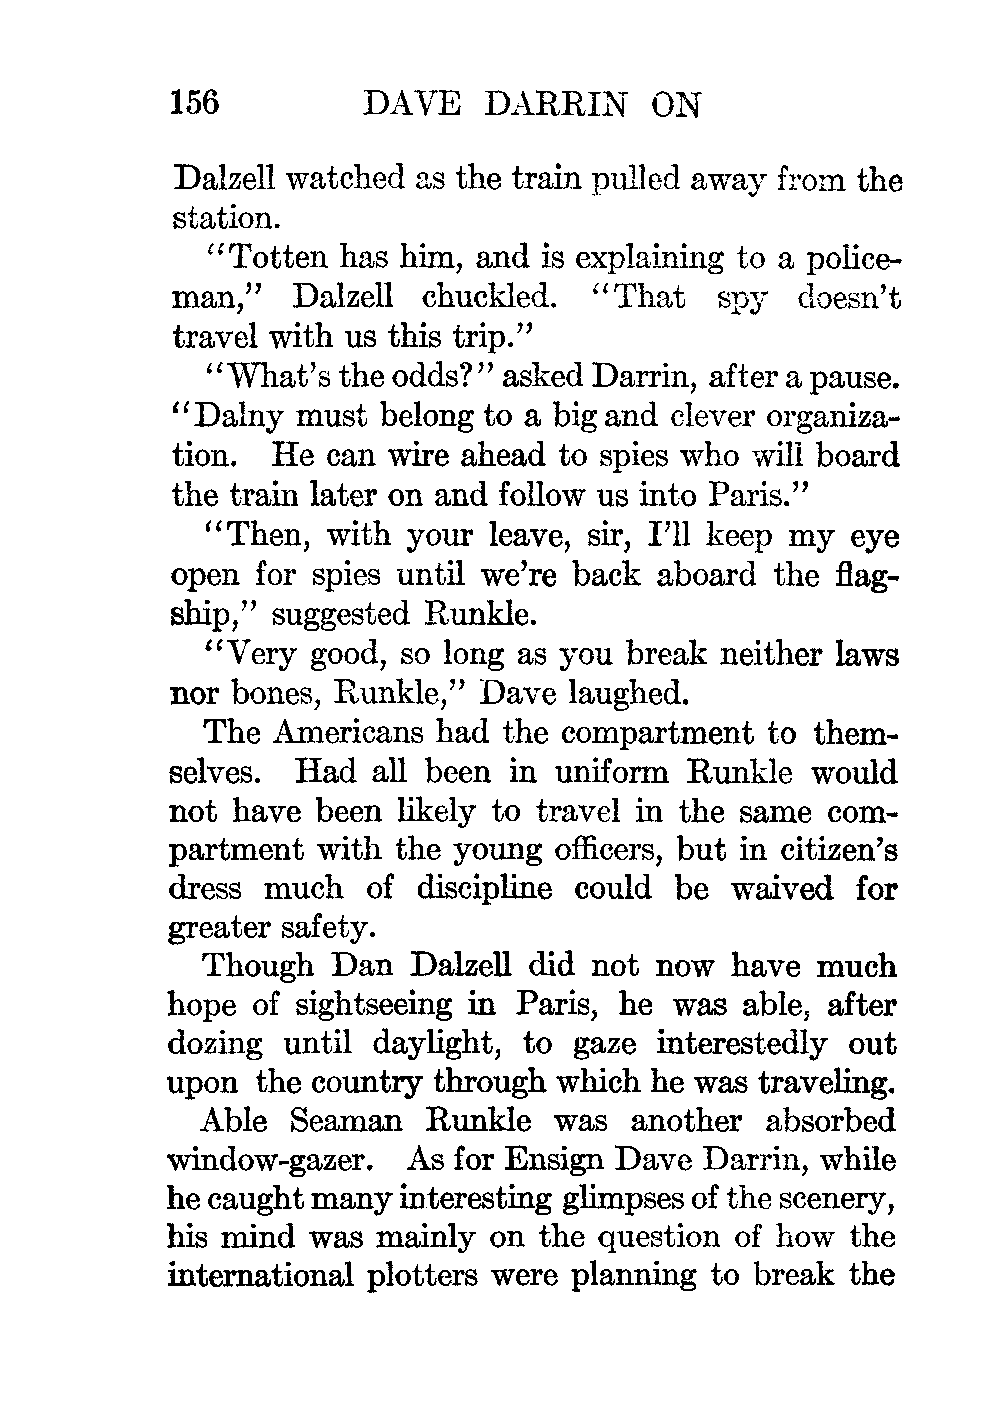 156 DAVE DARRIN ON
Dalzell watched as the train pulled away from the
station.
"Totten has him, and is explaining to a police-
man," Dalzell chuckled. "That spy doesn't
travel with us this trip."
"What's the odds?" asked Darrin, after a pause.
"Dalny must belong to a big and clever organiza-
tion. He can wire ahead to spies who will board
the train later on and follow us into Paris."
"Then, with your leave, sir, I'll keep my eye
open for spies until we're back aboard the flag-
ship," suggested Runkle.
"Very good, so long as you break neither laws
nor bones, Runkle," Dave laughed.
The Americans had the compartment to them-
selves. Had all been in uniform Runkle would
not have been likely to travel in the same com-
partment with the young officers, but in citizen's
dress much of discipline could be waived for
greater safety.
Though Dan Dalzell did not now have much
hope of sightseeing in Paris, he was able, after
dozing until daylight, to gaze interestedly out
upon the country through which he was traveling.
Able Seaman Runkle was another absorbed
window-gazer. As for Ensign Dave Darrin, while
he caught many interesting glimpses of the scenery,
his mind was mainly on the question of how the
international plotters were planning to break the